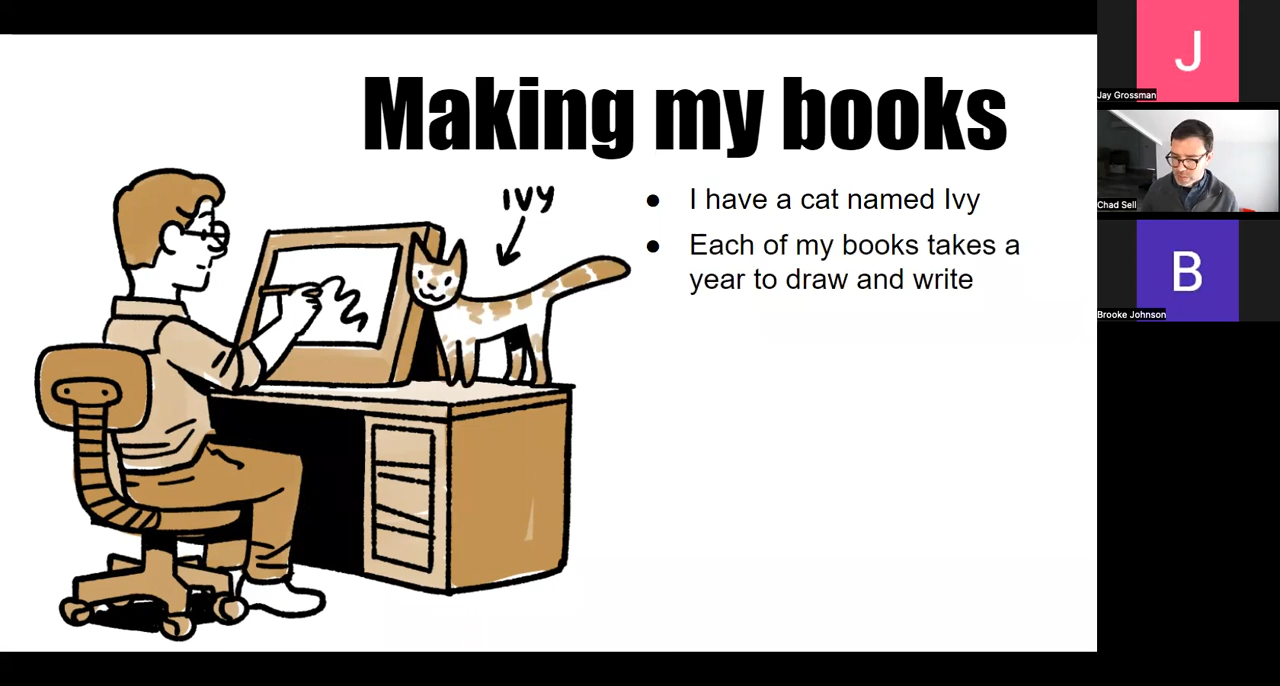 Making my books
IVY
● I have a cat named Ivy
● Each of my books takes a
year to draw and write
J
Jay Grossman
Chad Sell
B
Brooke Johnson